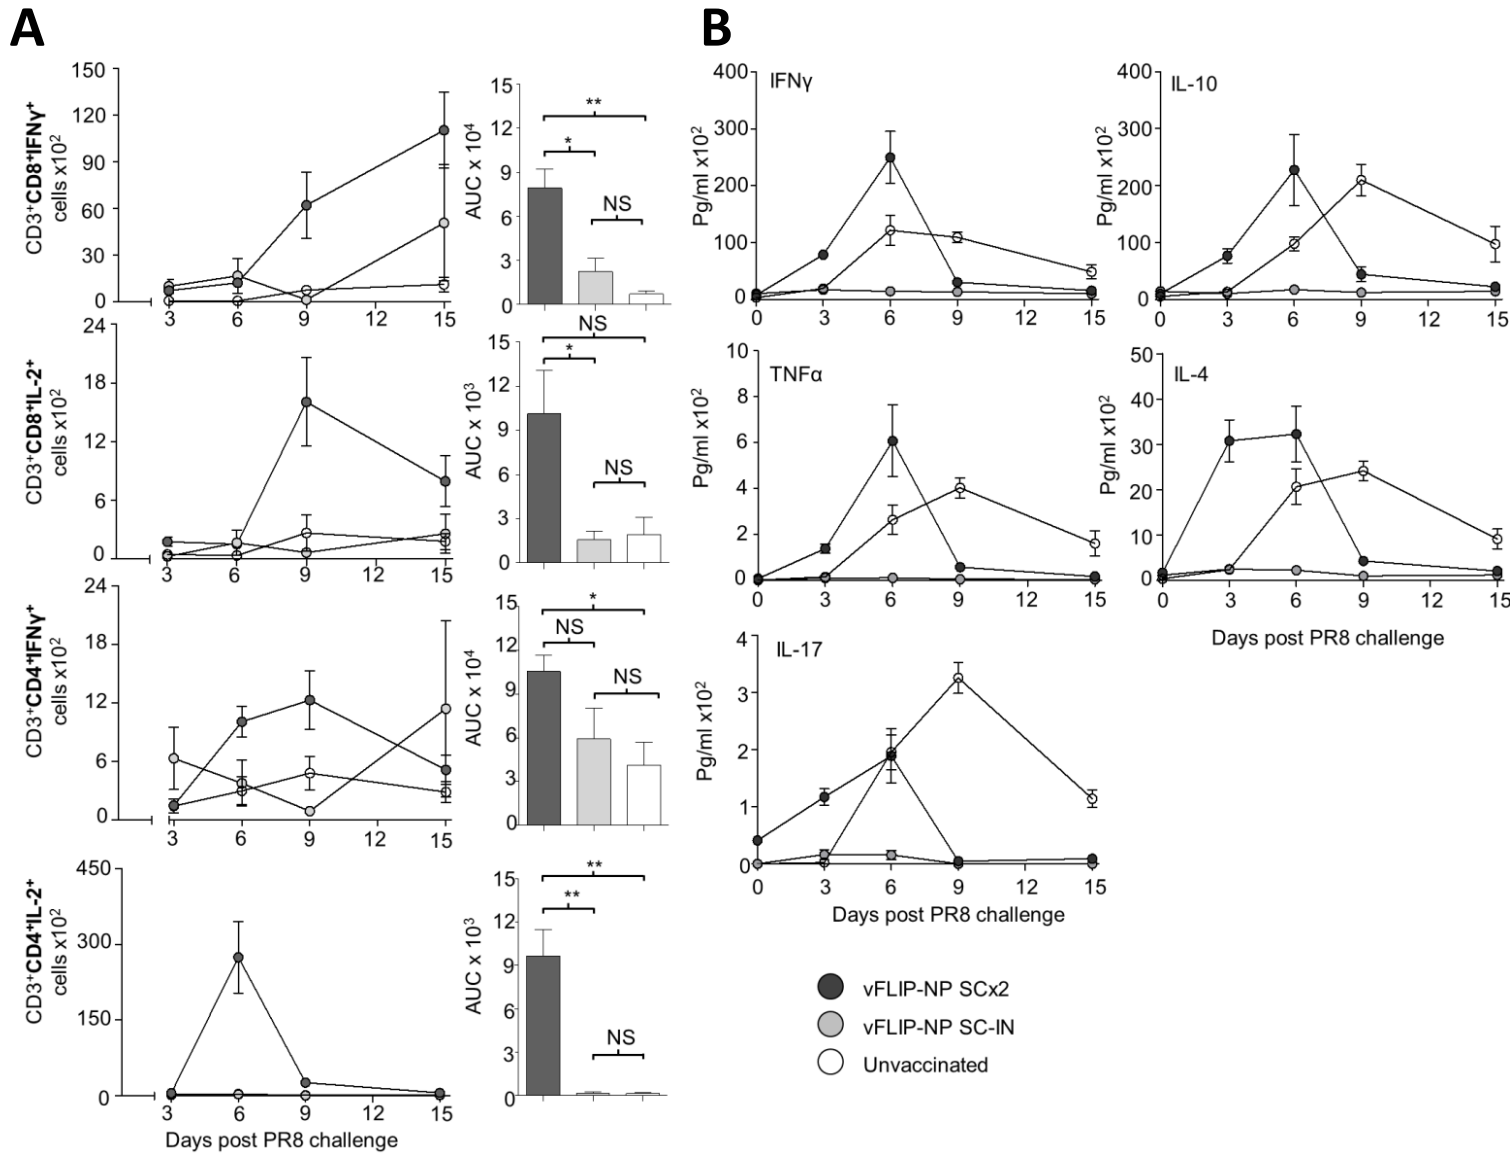 A
150
120
90
60
30
0
CD3+CD8+IFNγ+
cells x10²
3 6 9 12 15
15
12
9
6
3
0
AUC x 10⁴
**
*
NS
24
18
12
6
0
CD3+CD8+IL-2+
cells x10²
3 6 9 12 15
15
12
9
6
3
0
AUC x 10³
NS
*
NS
24
18
12
6
0
CD3+CD4+IFNγ+
cells x10²
3 6 9 12 15
15
12
9
6
3
0
AUC x 10⁴
*
NS
NS
450
300
150
0
CD3+CD4+IL-2+
cells x10²
3 6 9 12 15
Days post PR8 challenge
15
12
9
6
3
0
AUC x 10³
**
**
NS
B
IFNγ
400
300
200
100
0
Pg/ml x10²
0 3 6 9 12 15
IL-10
400
300
200
100
0
Pg/ml x10²
0 3 6 9 12 15
TNFα
10
8
6
4
2
0
Pg/ml x10²
0 3 6 9 12 15
IL-4
50
40
30
20
10
0
Pg/ml x10²
0 3 6 9 12 15
Days post PR8 challenge
IL-17
4
3
2
1
0
Pg/ml x10²
0 3 6 9 12 15
Days post PR8 challenge
vFLIP-NP SCx2
vFLIP-NP SC-IN
Unvaccinated